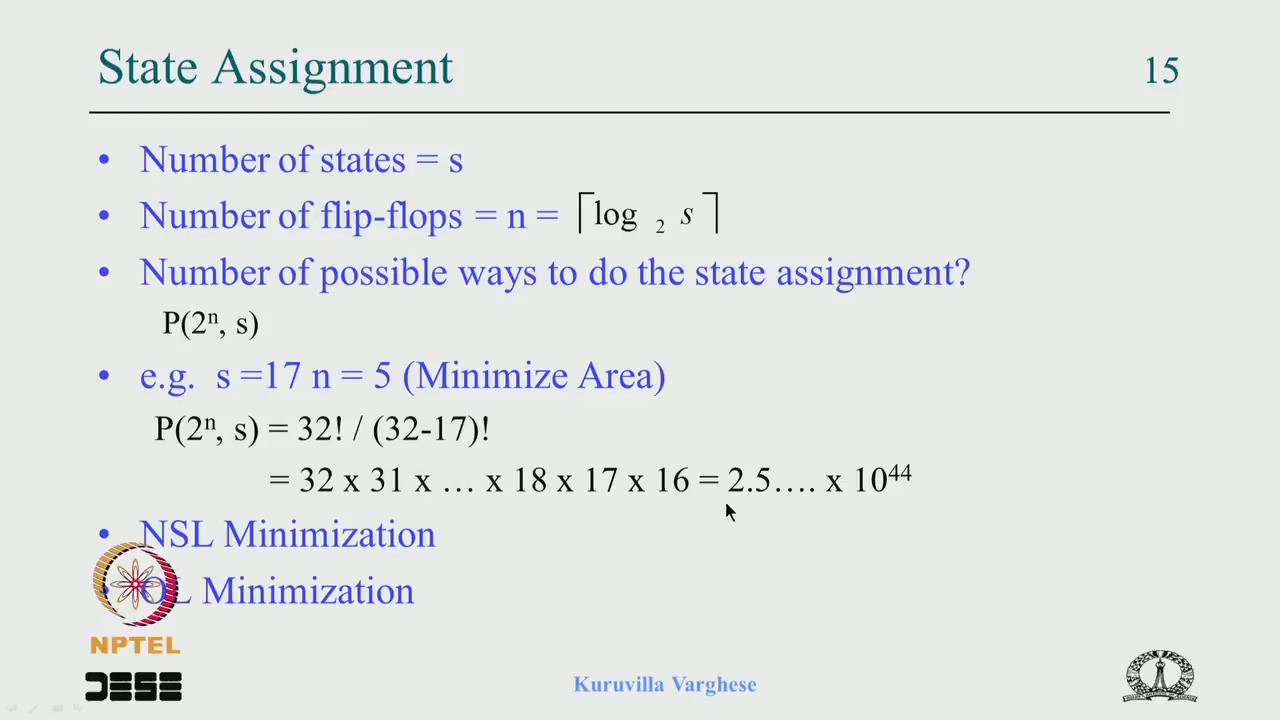 State Assignment
15
• Number of states = s
• Number of flip-flops = n = ⌈log ₂ s⌉
• Number of possible ways to do the state assignment?
P(2ⁿ, s)
• e.g. s =17 n = 5 (Minimize Area)
P(2ⁿ, s) = 32! / (32-17)!
= 32 x 31 x … x 18 x 17 x 16 = 2.5…. x 10⁴⁴
• NSL Minimization
• OL Minimization
NPTEL
DESE
Kuruvilla Varghese